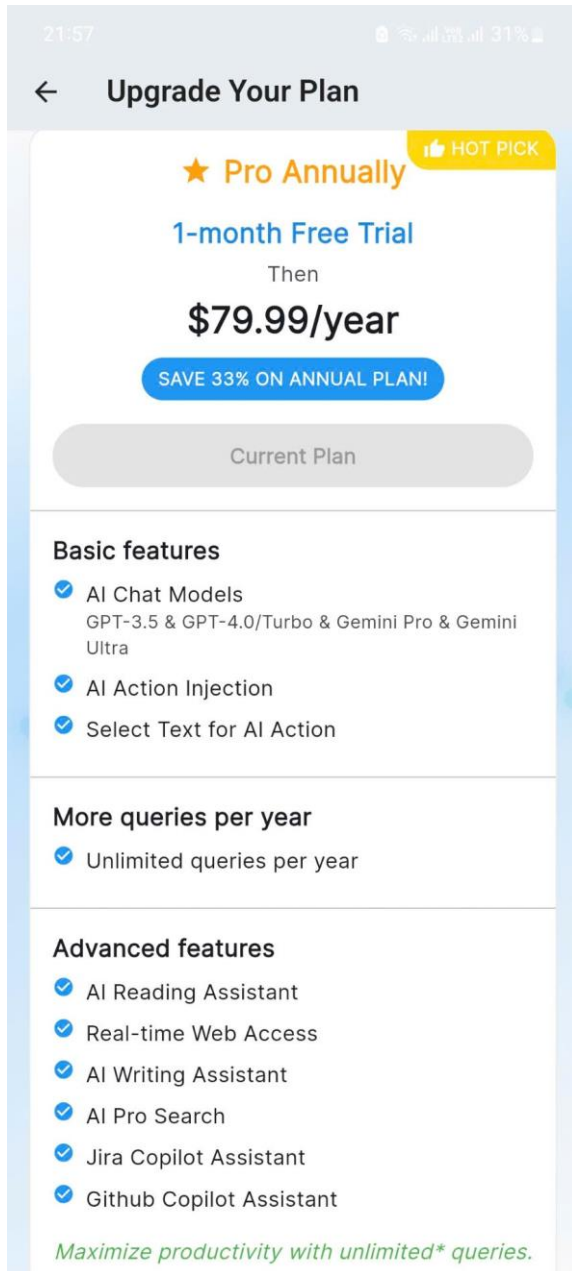 21:57
31%
Upgrade Your Plan
HOT PICK
Pro Annually
1-month Free Trial
Then
$79.99/year
SAVE 33% ON ANNUAL PLAN!
Current Plan
Basic features
AI Chat Models
GPT-3.5 & GPT-4.0/Turbo & Gemini Pro & Gemini
Ultra
AI Action Injection
Select Text for AI Action
More queries per year
Unlimited queries per year
Advanced features
AI Reading Assistant
Real-time Web Access
AI Writing Assistant
AI Pro Search
Jira Copilot Assistant
Github Copilot Assistant
Maximize productivity with unlimited* queries.